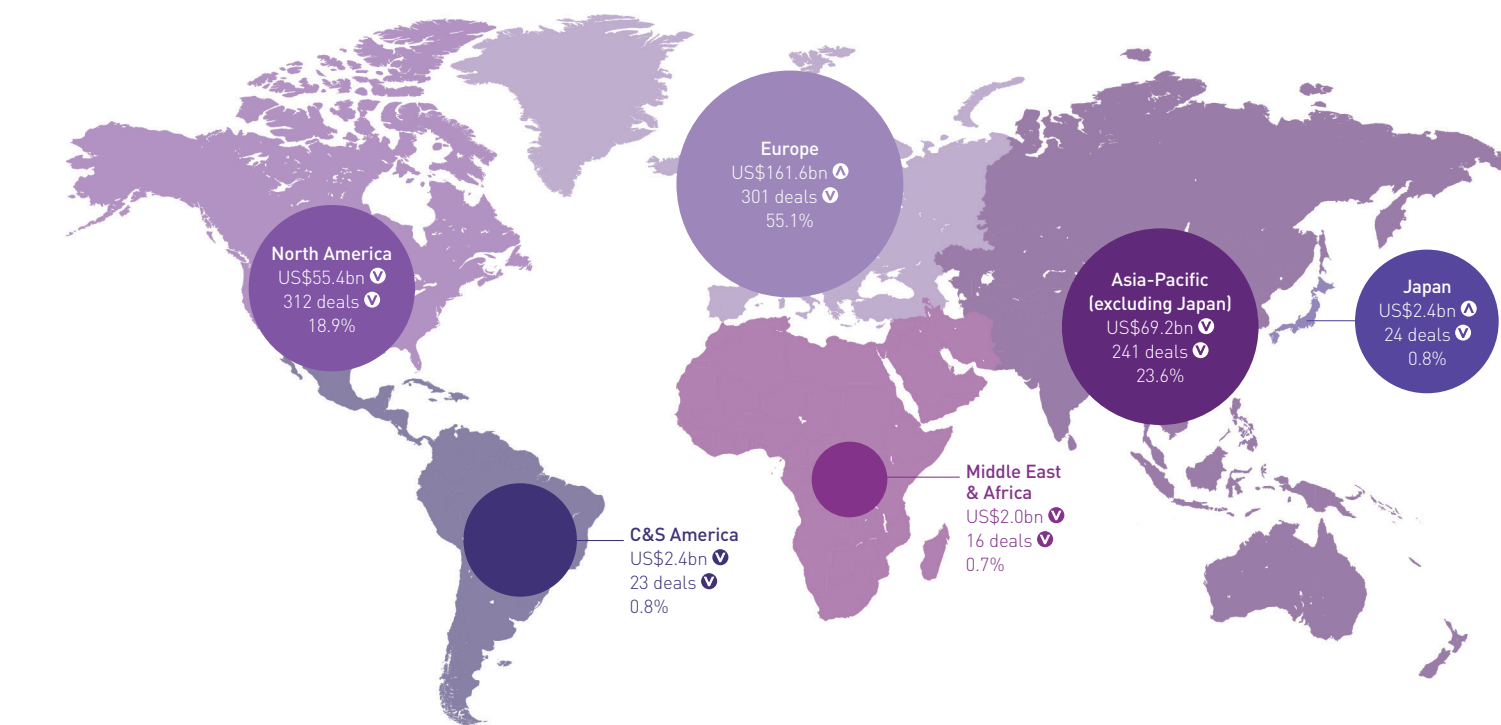 North America
US$55.4bn
312 deals
18.9%
Europe
US$161.6bn
301 deals
55.1%
Asia-Pacific
(excluding Japan)
US$69.2bn
241 deals
23.6%
Japan
US$2.4bn
24 deals
0.8%
Middle East
& Africa
US$2.0bn
16 deals
0.7%
C&S America
US$2.4bn
23 deals
0.8%